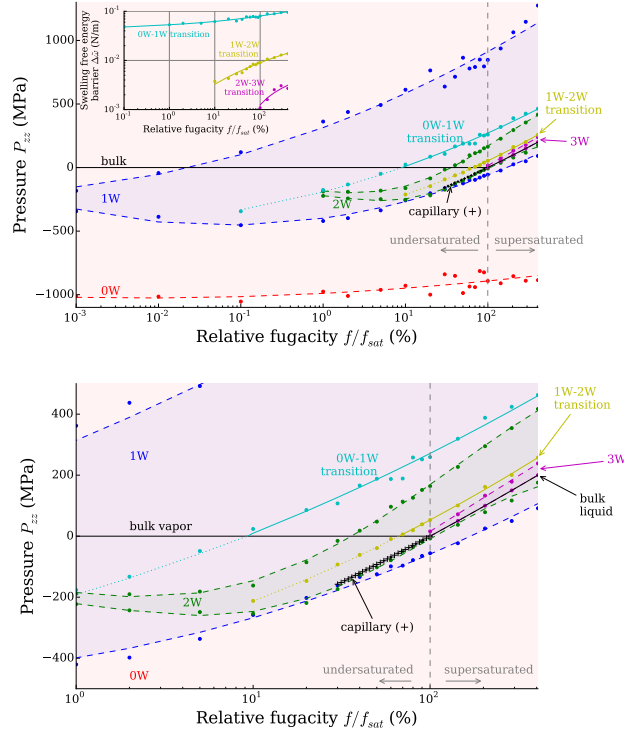 Swelling free energy
barrier Δω̃ (N/m)
10⁻¹
10⁻²
10⁻³
0W-1W transition
1W-2W
transition
2W-3W
transition
10⁻¹ 10⁰ 10¹ 10²
Relative fugacity f/f_sat (%)
Pressure P_zz (MPa)
1000
500
0
−500
−1000
bulk
1W
2W
0W
0W-1W
transition
1W-2W
transition
3W
capillary (+)
undersaturated
supersaturated
10⁻³ 10⁻² 10⁻¹ 10⁰ 10¹ 10²
Relative fugacity f/f_sat (%)
Pressure P_zz (MPa)
400
200
0
−200
−400
1W
0W-1W
transition
1W-2W
transition
3W
bulk
liquid
bulk vapor
2W
capillary (+)
0W
undersaturated
supersaturated
10⁰ 10¹ 10²
Relative fugacity f/f_sat (%)